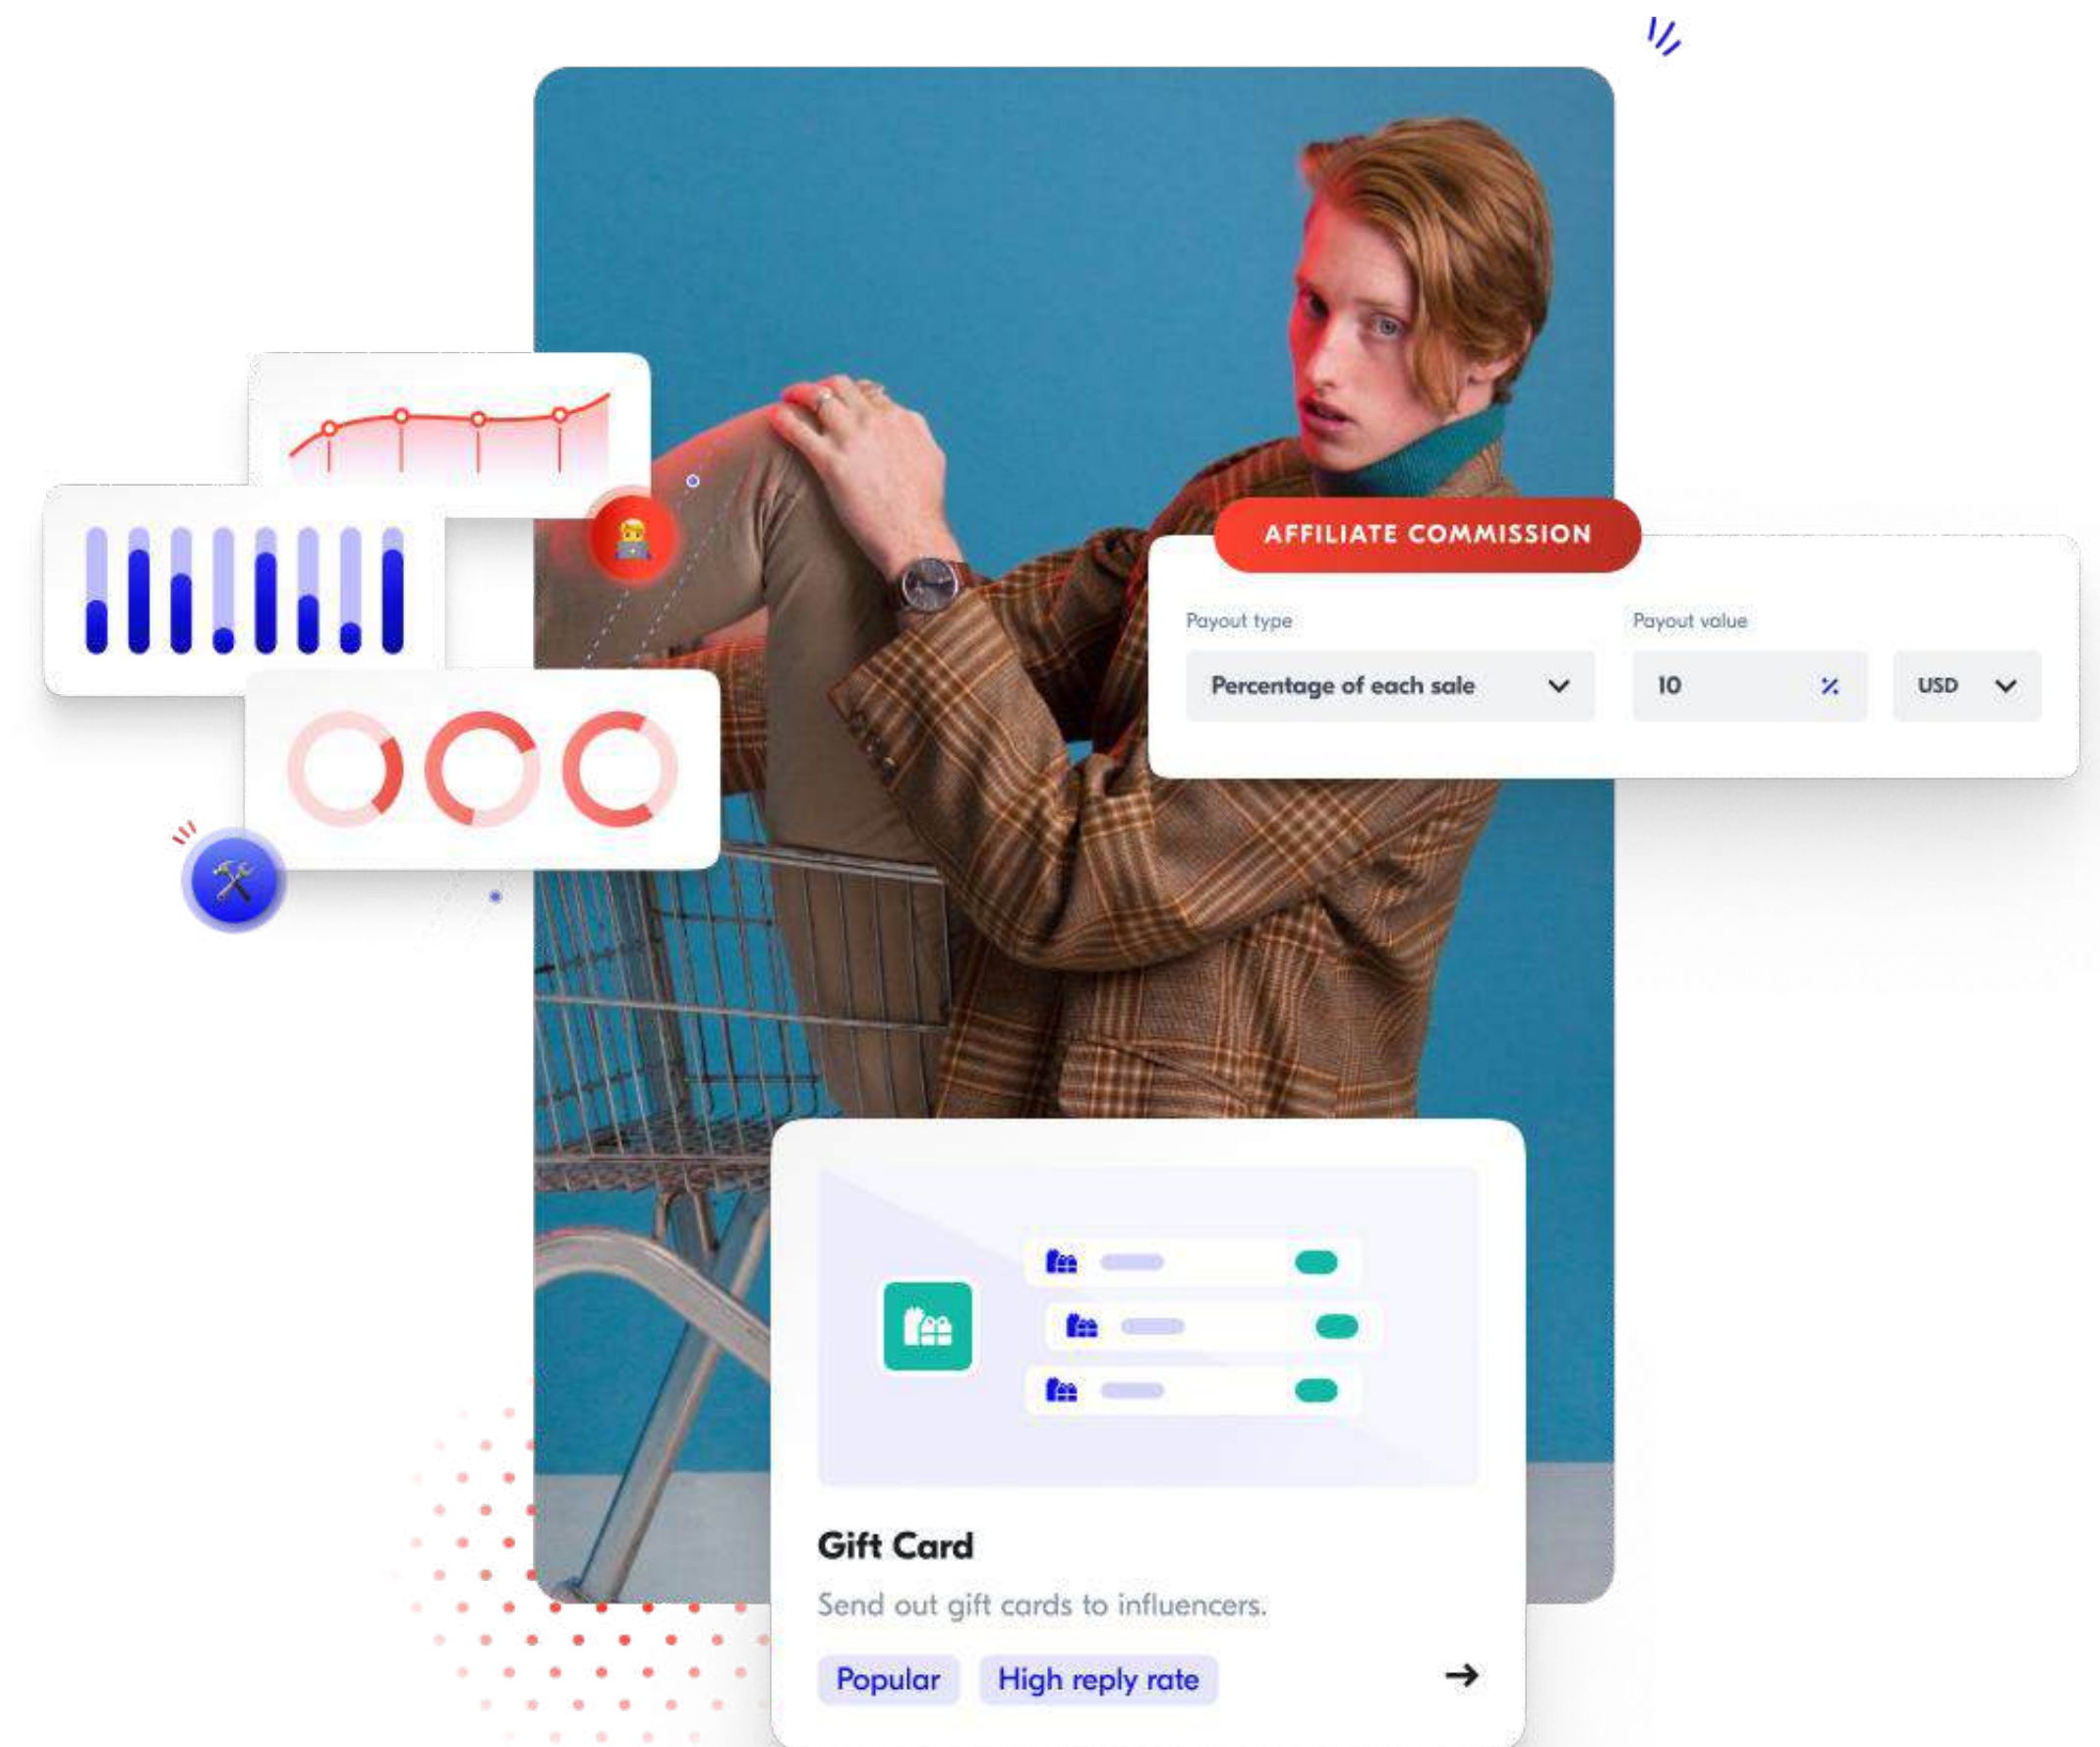 AFFILIATE COMMISSION
Payout type
Payout value
Percentage of each sale
10 %
USD
Gift Card
Send out gift cards to influencers.
Popular
High reply rate